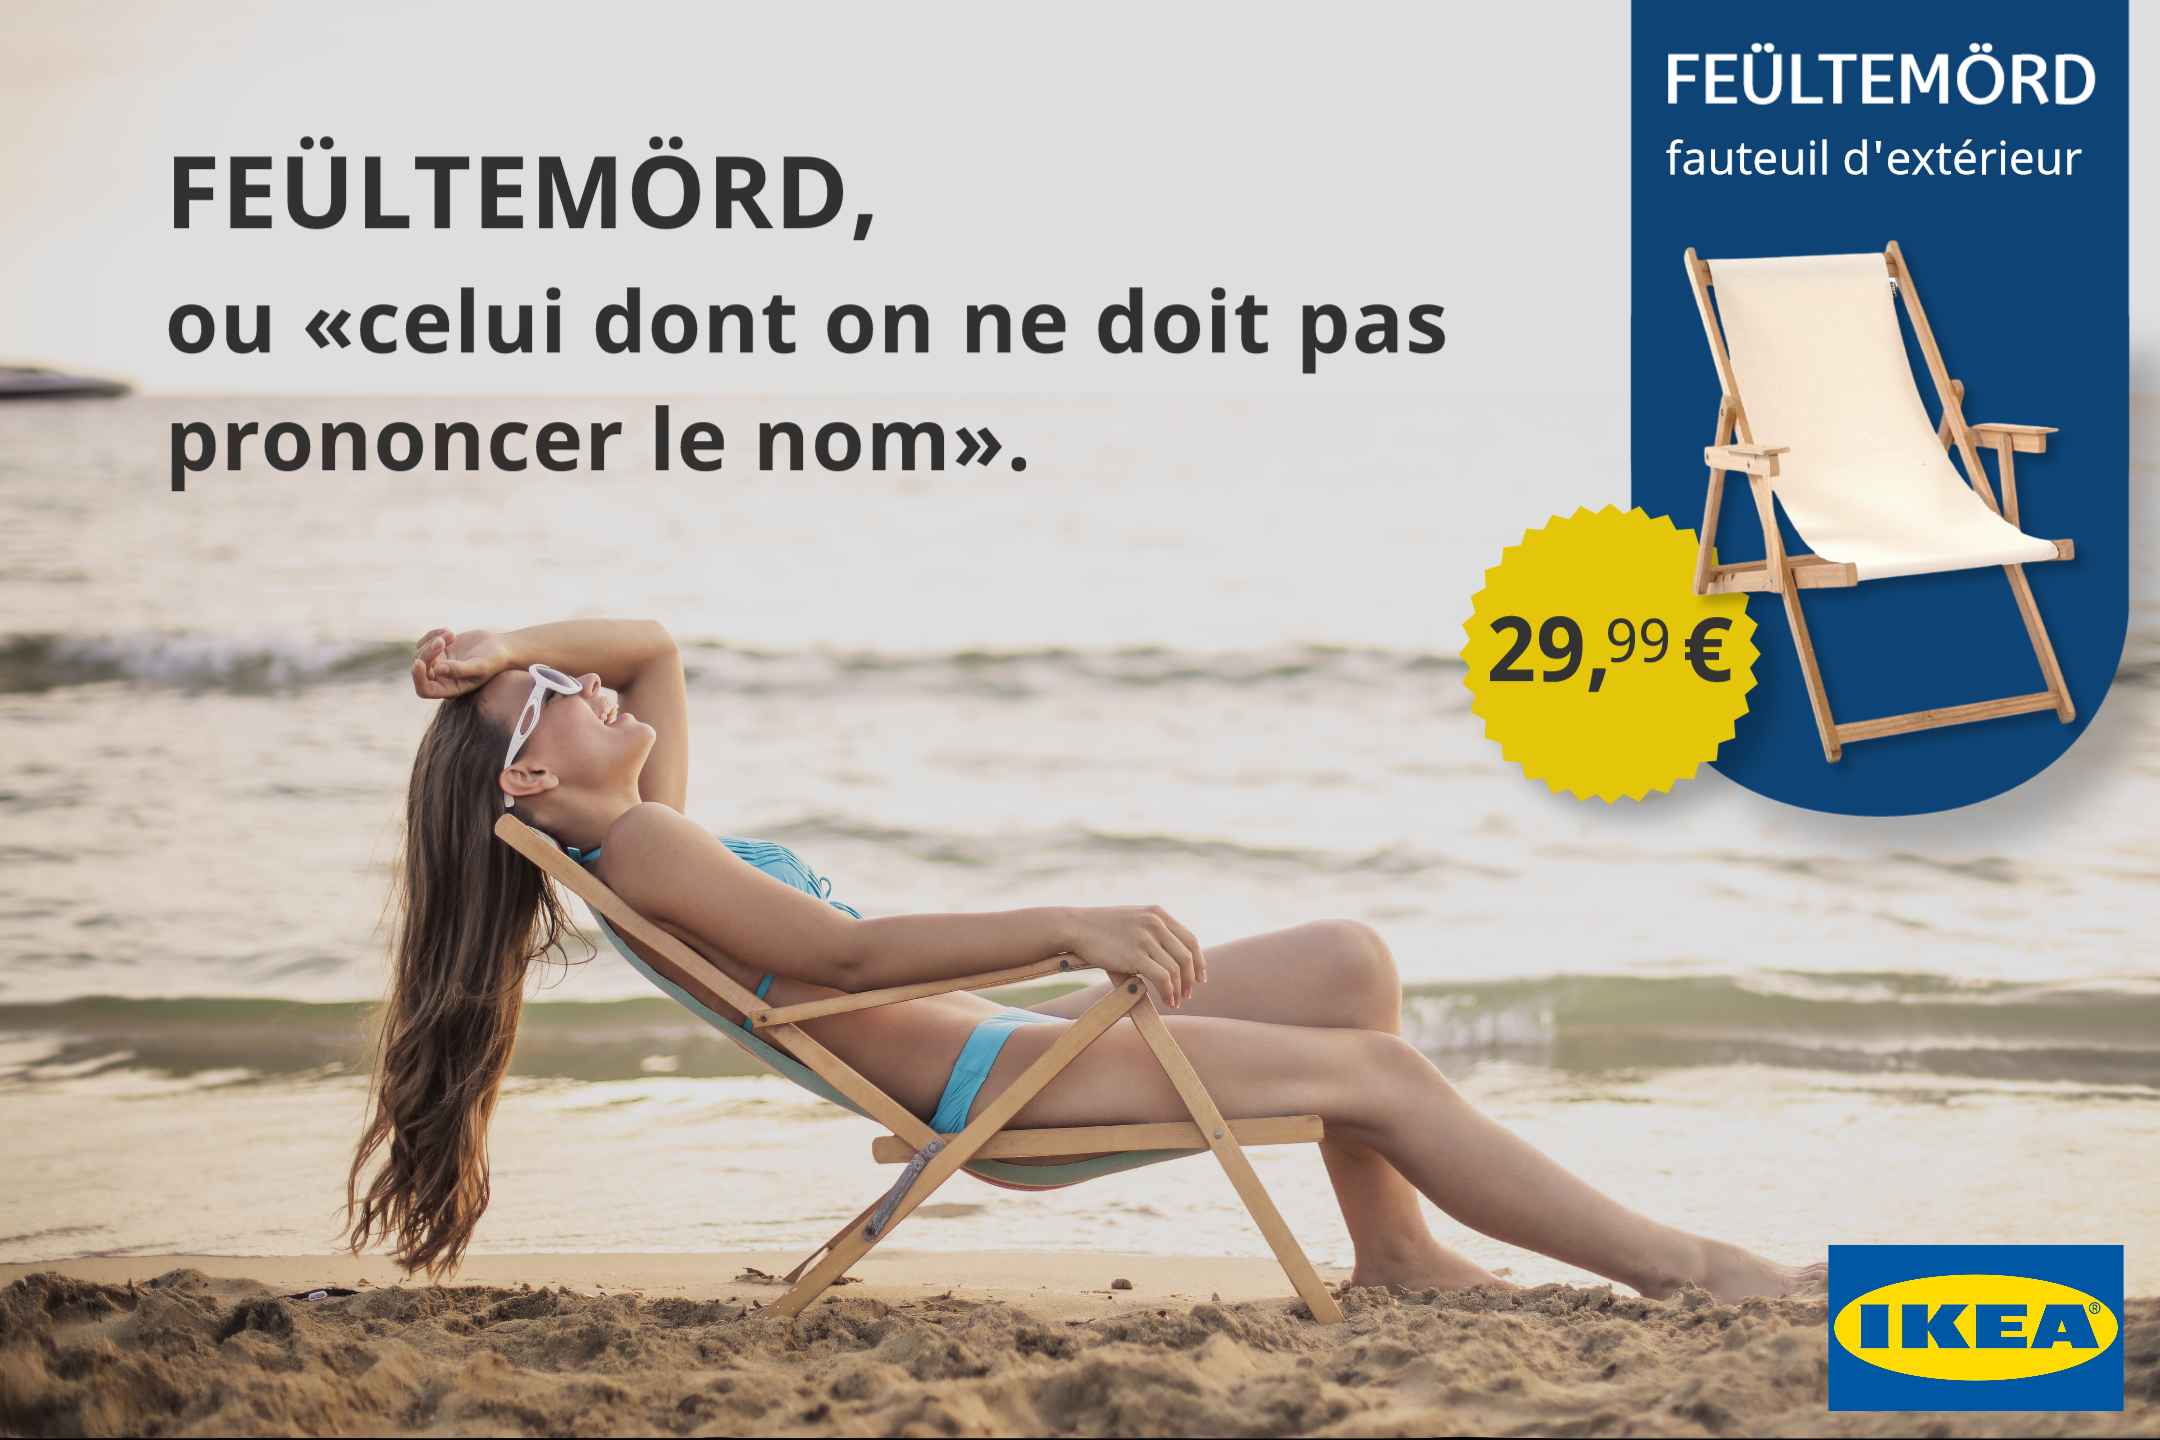 FEÜLTEMÖRD,
ou «celui dont on ne doit pas
prononcer le nom».
FEÜLTEMÖRD
fauteuil d'extérieur
29,99 €
IKEA®